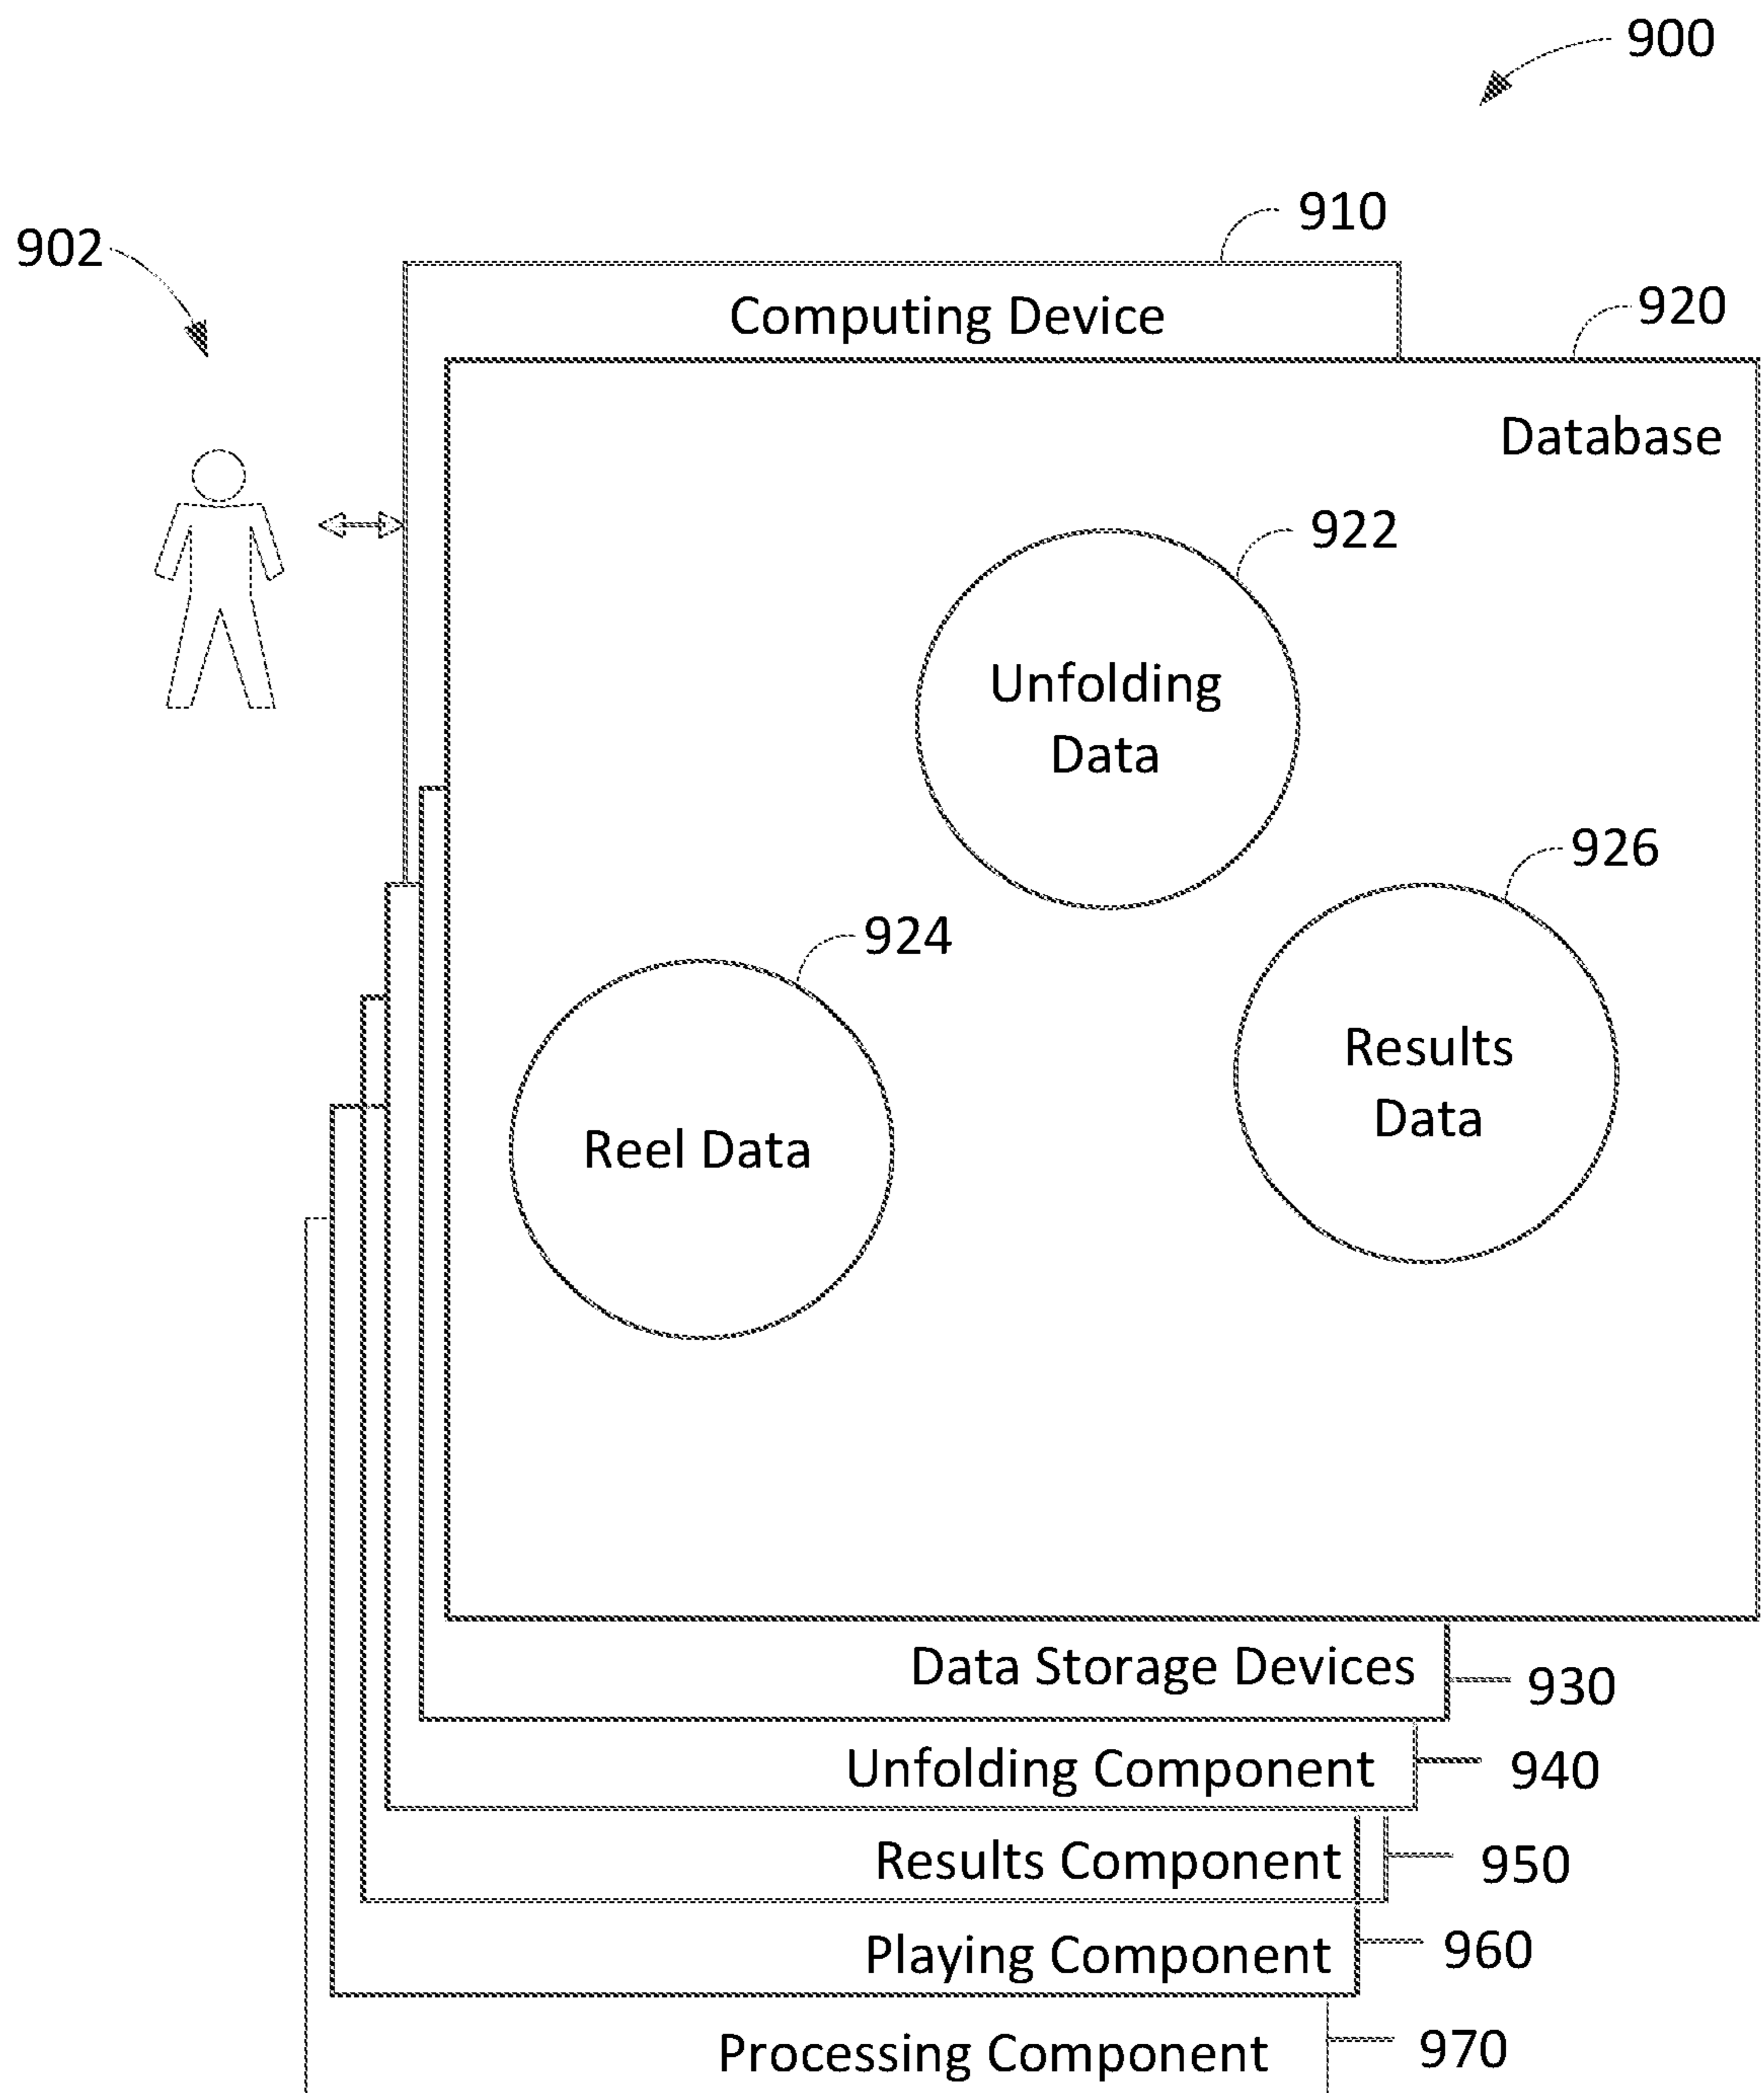 900
910
902
Computing Device
920
Database
922
Unfolding
Data
926
924
Results
Data
Reel Data
Data Storage Devices
930
Unfolding Component
940
Results Component
950
Playing Component
960
Processing Component
970